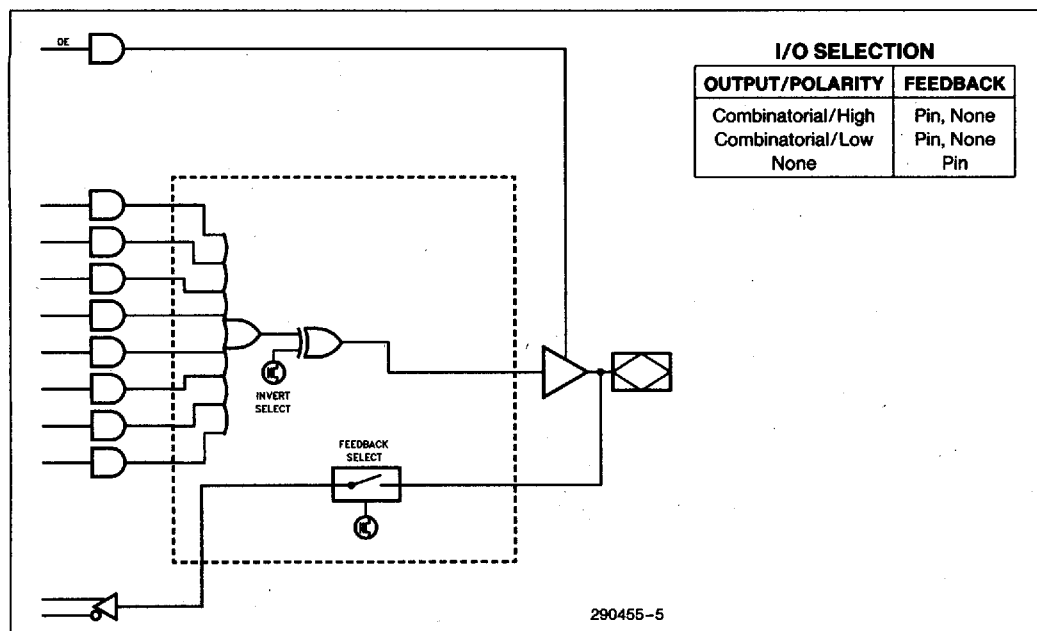 OE
I/O SELECTION
OUTPUT/POLARITY FEEDBACK
Combinatorial/High Pin, None
Combinatorial/Low Pin, None
None Pin
INVERT
SELECT
FEEDBACK
SELECT
290455-5